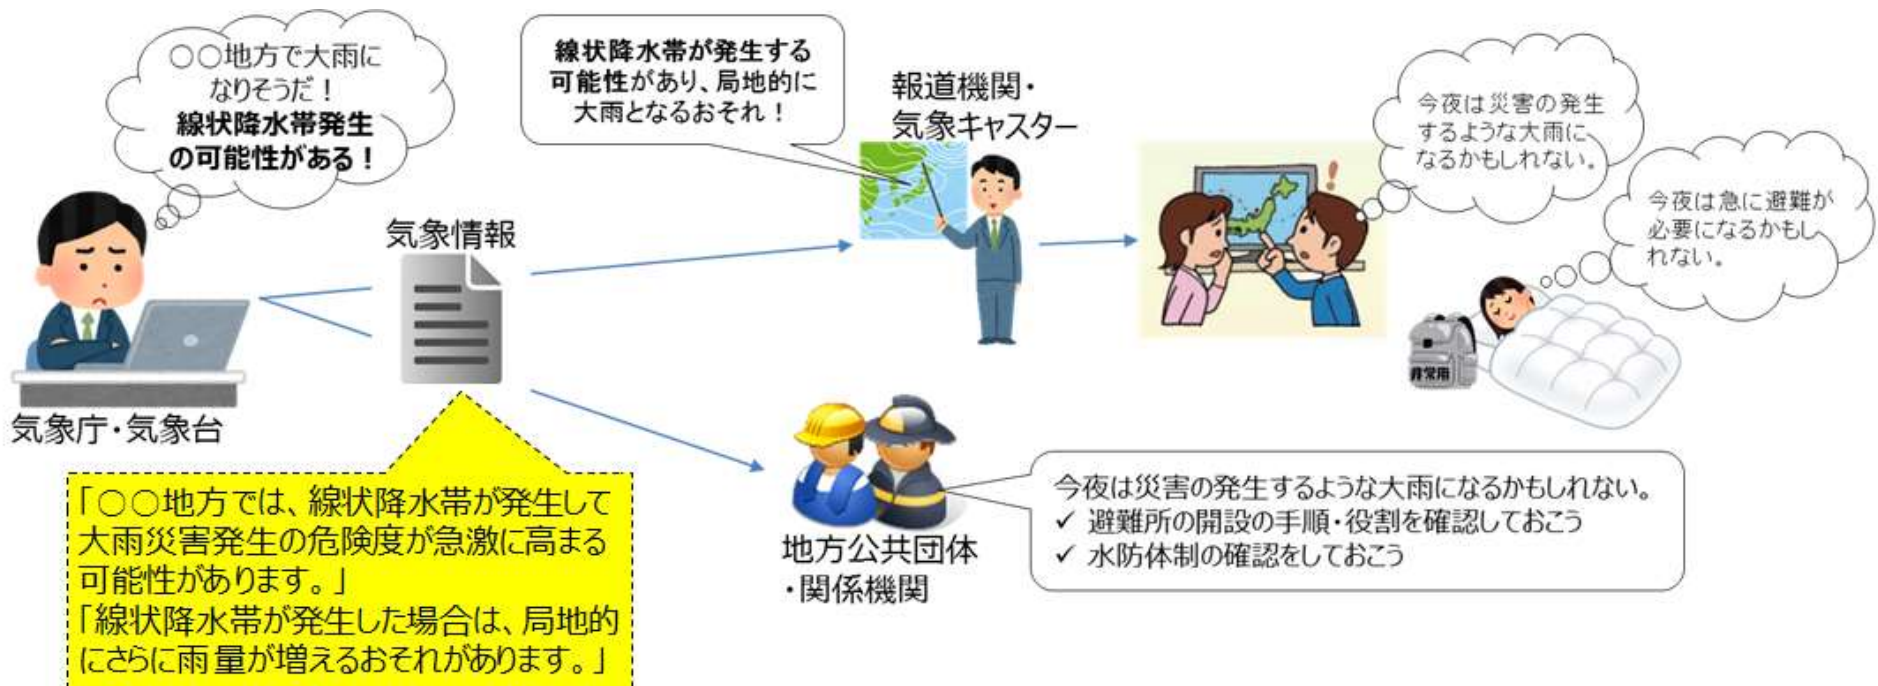 ○○地方で大雨に
なりそうだ！
線状降水帯発生
の可能性がある！
気象庁・気象台
気象情報
「○○地方では、線状降水帯が発生して
大雨災害発生の危険度が急激に高まる
可能性があります。」
「線状降水帯が発生した場合は、局地的
にさらに雨量が増えるおそれがあります。」
線状降水帯が発生する
可能性があり、局地的に
大雨となるおそれ！
報道機関・
気象キャスター
今夜は災害の発生
するような大雨に
なるかもしれない。
今夜は急に避難が
必要になるかもし
れない。
非常用
地方公共団体
・関係機関
今夜は災害の発生するような大雨になるかもしれない。
✓ 避難所の開設の手順・役割を確認しておこう
✓ 水防体制の確認をしておこう